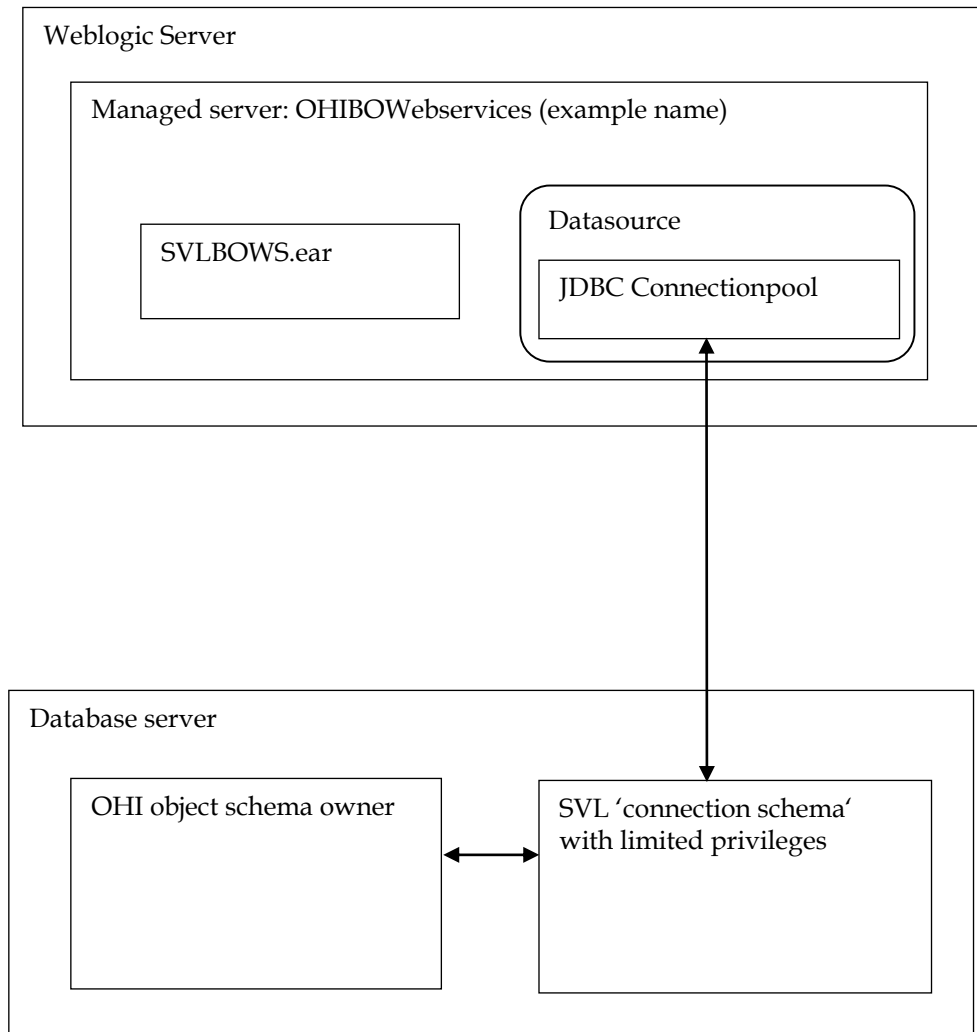 Weblogic Server
Managed server: OHIBOWebservices (example name)
SVLBOWS.ear
Datasource
JDBC Connectionpool
Database server
OHI object schema owner
SVL ‘connection schema‘
with limited privileges